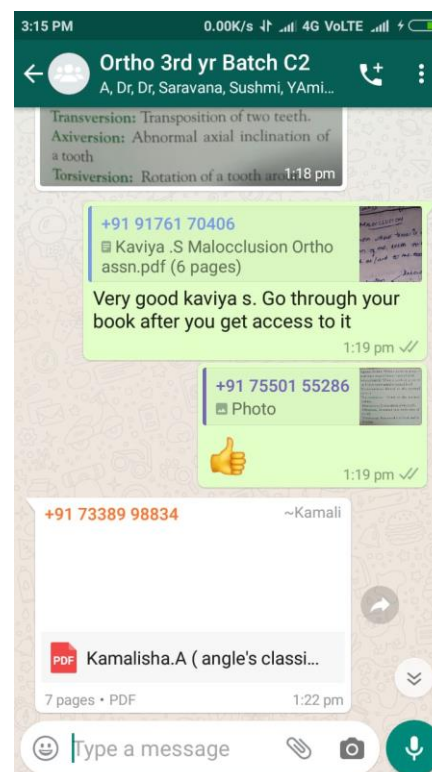 3:15 PM 0.00K/s 4G VoLTE
Ortho 3rd yr Batch C2
A, Dr, Dr, Saravana, Sushmi, YAmi...
Transversion: Transposition of two teeth.
Axiversion: Abnormal axial inclination of
a tooth
Torsiversion: Rotation of a tooth
1:18 pm
+91 91761 70406
Kaviya .S Malocclusion Ortho
assn.pdf (6 pages)
Very good kaviya s. Go through your
book after you get access to it
1:19 pm
+91 75501 55286
Photo
1:19 pm
+91 73389 98834 ~Kamali
PDF Kamalisha.A ( angle's classi...
7 pages • PDF 1:22 pm
Type a message